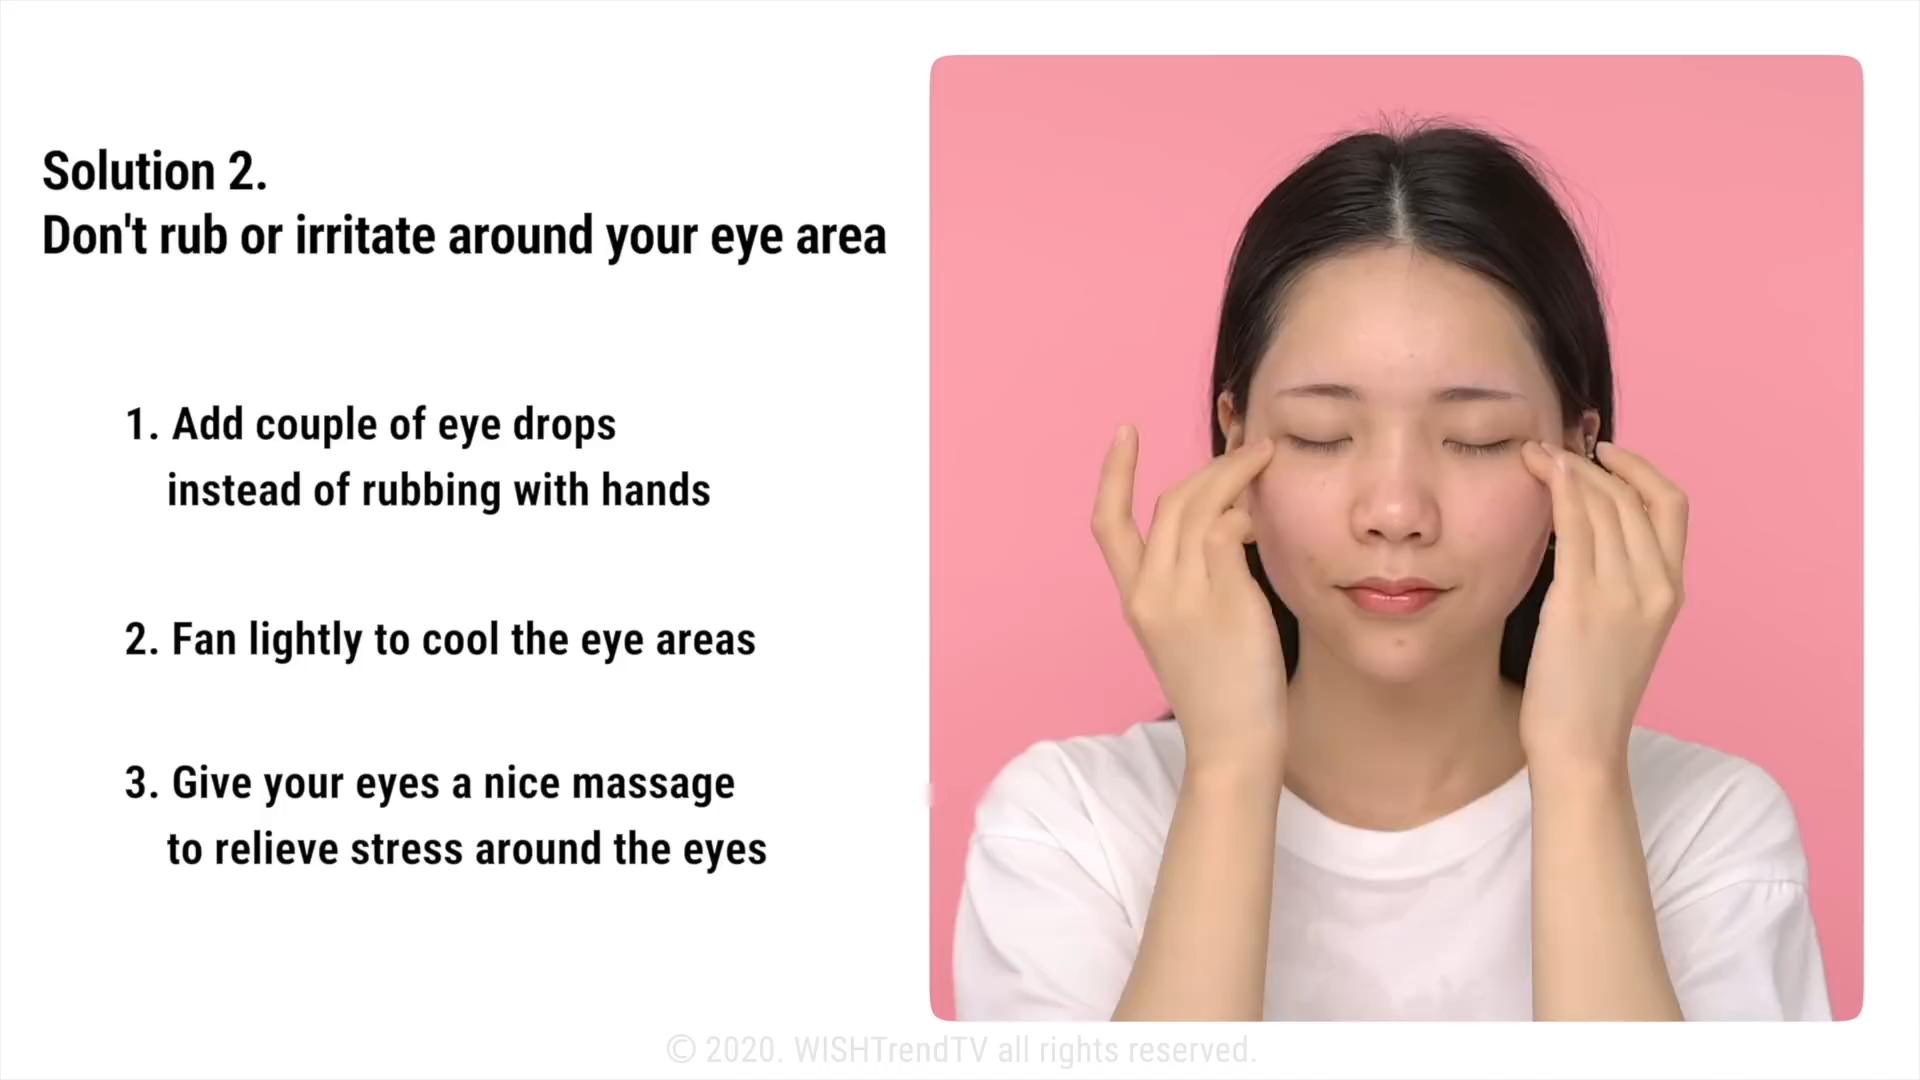 Solution 2.
Don't rub or irritate around your eye area
1. Add couple of eye drops
instead of rubbing with hands
2. Fan lightly to cool the eye areas
3. Give your eyes a nice massage
to relieve stress around the eyes
© 2020. WISHTrendTV all rights reserved.